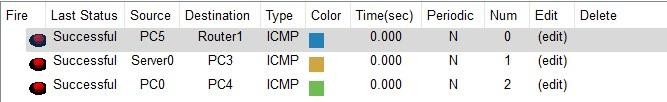 Fire Last Status Source Destination Type Color Time(sec) Periodic Num Edit Delete
Successful PC5 Router1 ICMP 0.000 N 0 (edit)
Successful Server0 PC3 ICMP 0.000 N 1 (edit)
Successful PC0 PC4 ICMP 0.000 N 2 (edit)